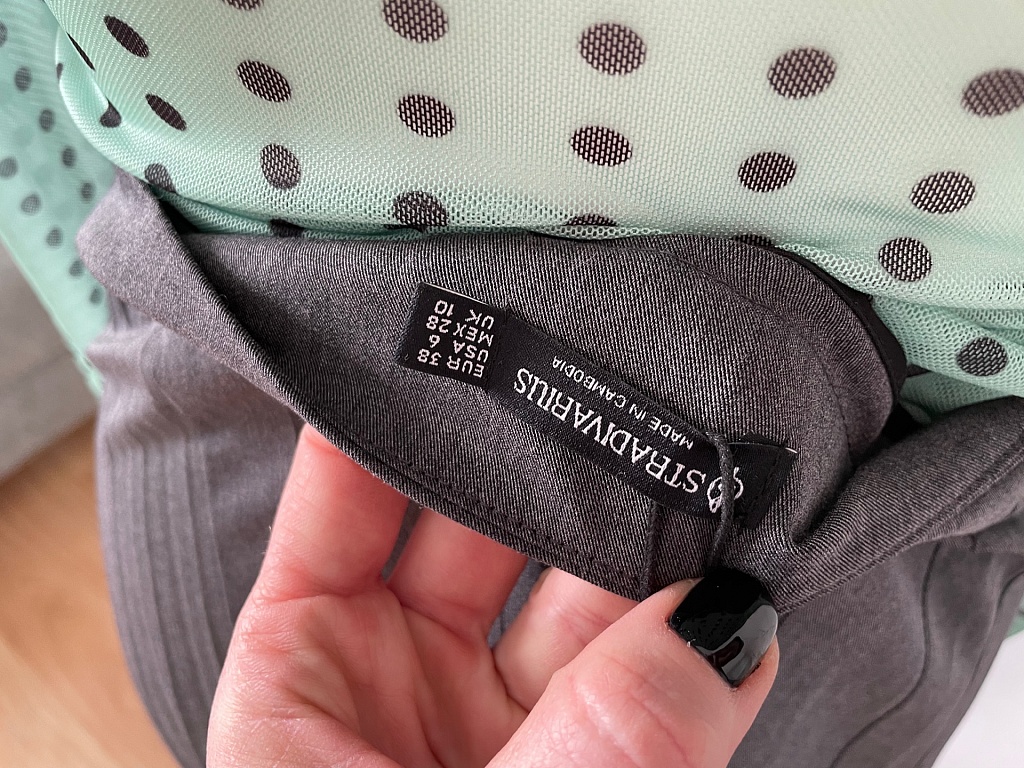 STRADIVARIUS
MADE IN CAMBODIA
EUR 38
USA 6
MEX 28
UK 10